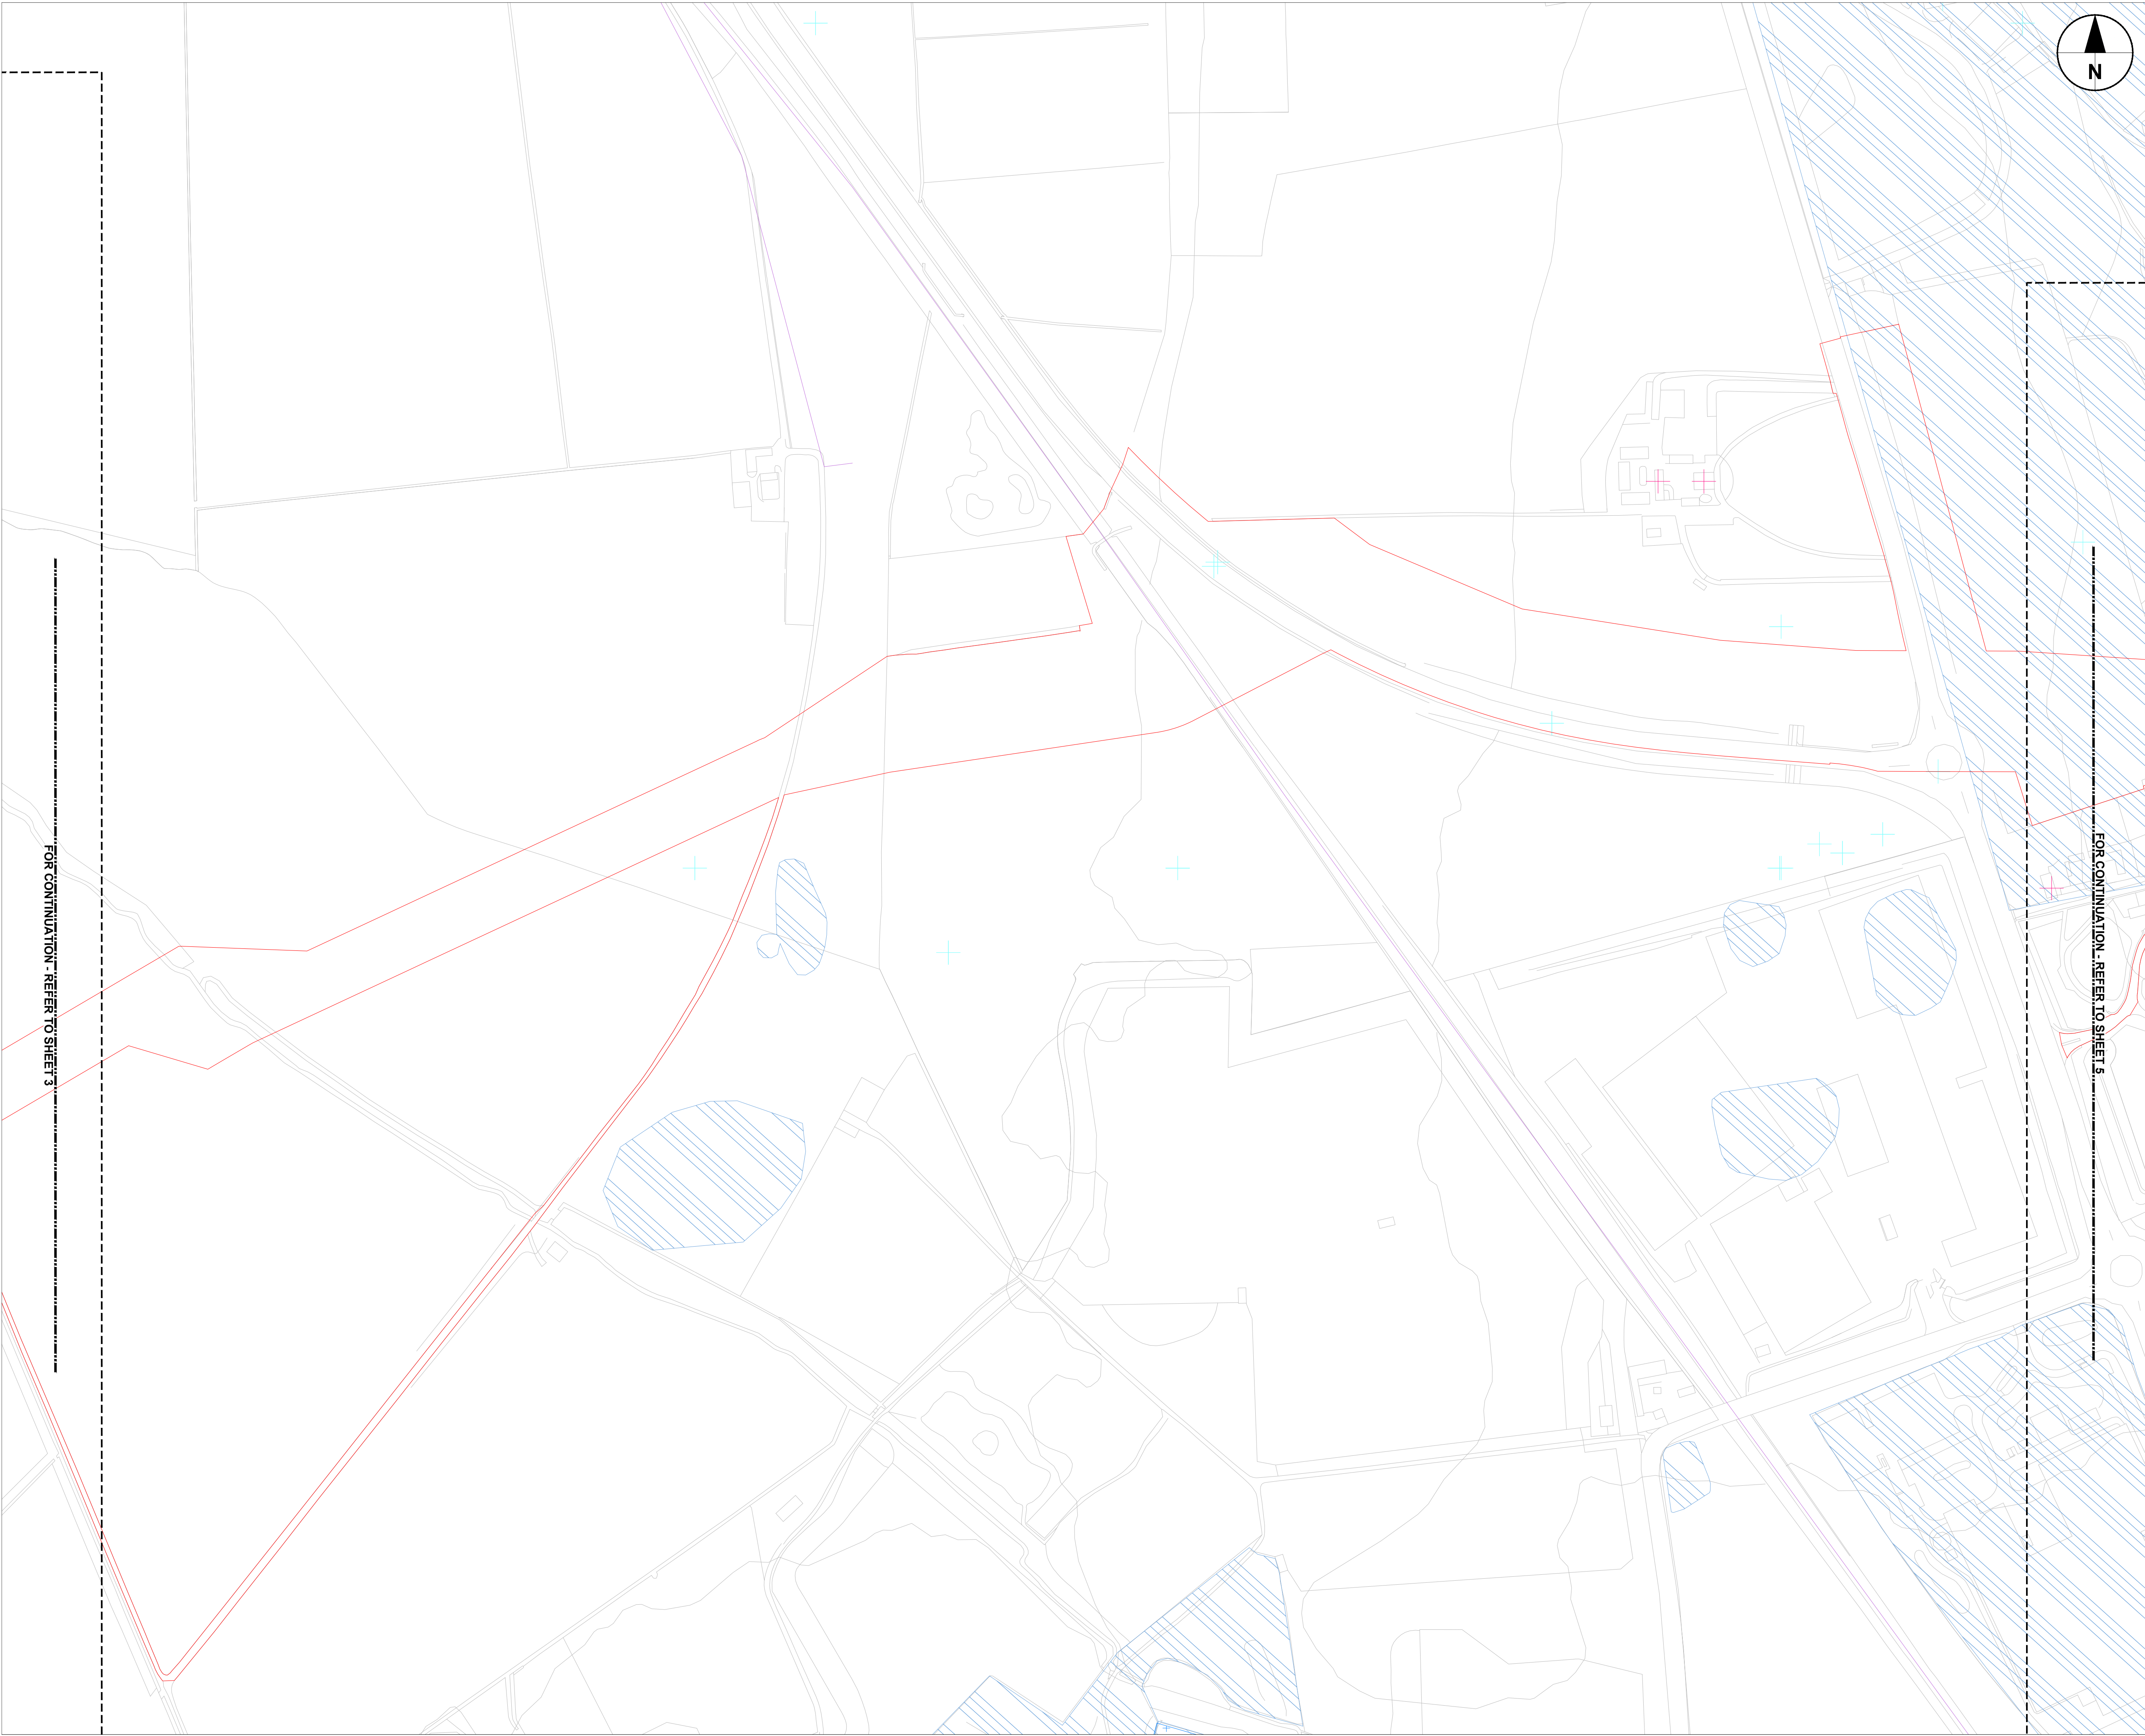 N
FOR CONTINUATION - REFER TO SHEET 3
FOR CONTINUATION - REFER TO SHEET 5